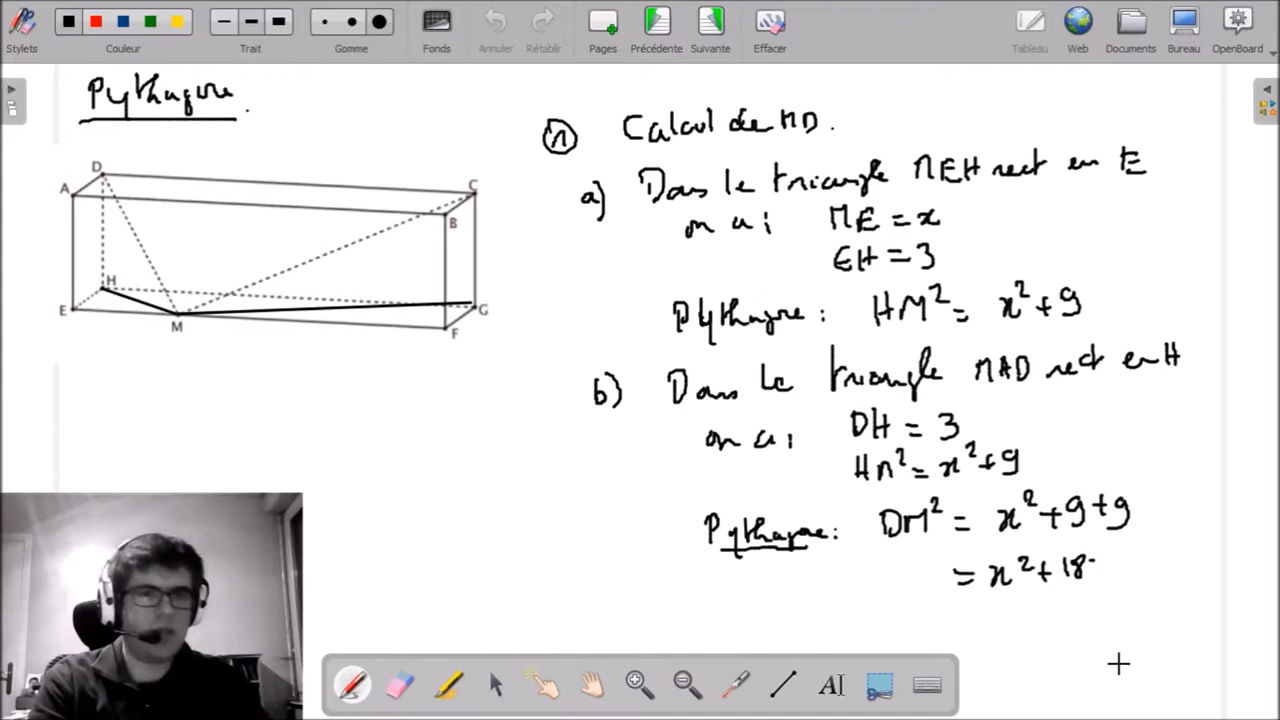 Stylets
Couleur
Trait
Gomme
Fonds
Annuler
Rétablir
Pages
Précédente
Suivante
Effacer
Tableau
Web
Documents
Bureau
OpenBoard
Pythagore.
① Calcul de MD.
a) Dans le triangle MEH rect en E
on a : ME = x
EH = 3
Pythagore : HM² = x² + 9
b) Dans le triangle MAD rect en H
on a : DH = 3
HM² = x² + 9
Pythagore : DM² = x² + 9 + 9
= x² + 18
D
A
C
B
H
E
M
G
F
AI